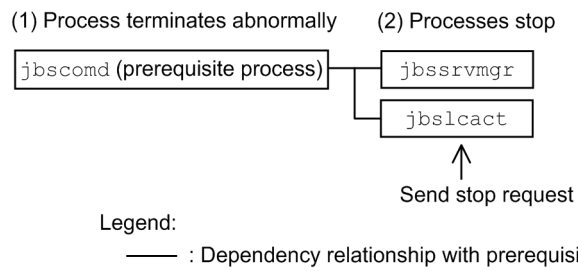 (1) Process terminates abnormally
(2) Processes stop
jbscomd (prerequisite process)
jbssrvmgr
jbslcact
Send stop request
Legend:
: Dependency relationship with